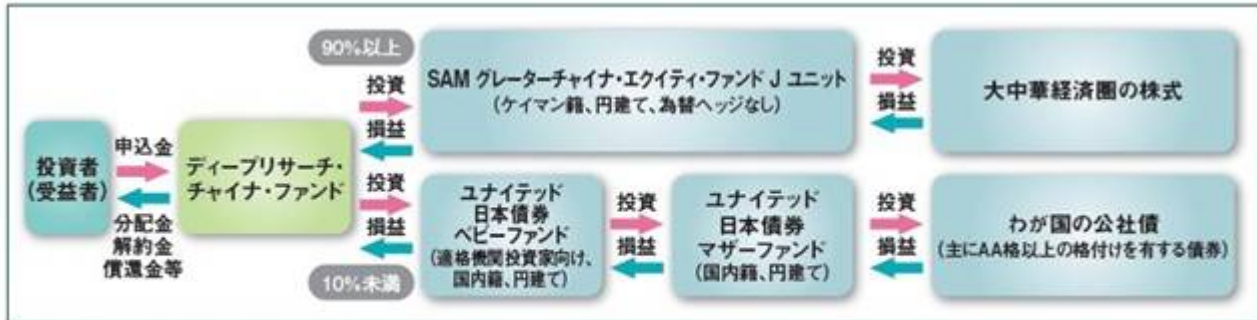 投資者
(受益者)
申込金
分配金
解約金
償還金等
ディープリサーチ・
チャイナ・ファンド
90%以上
投資
損益
SAM グレーターチャイナ・エクイティ・ファンド J ユニット
(ケイマン籍、円建て、為替ヘッジなし)
投資
損益
大中華経済圏の株式
投資
損益
10%未満
ユナイテッド
日本債券
ベビーファンド
(適格機関投資家向け、
国内籍、円建て)
投資
損益
ユナイテッド
日本債券
マザーファンド
(国内籍、円建て)
投資
損益
わが国の公社債
(主にAA格以上の格付けを有する債券)